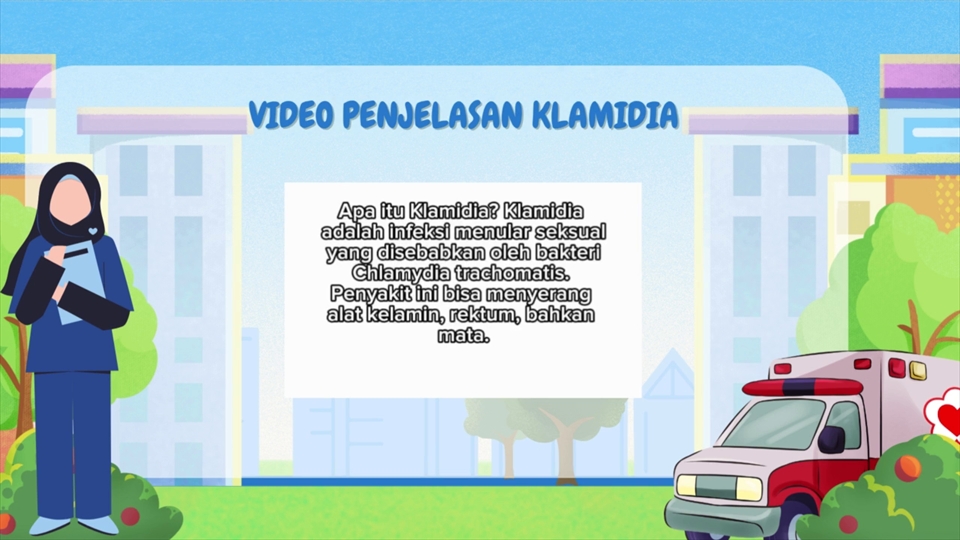 VIDEO PENJELASAN KLAMIDIA
Apa itu Klamidia? Klamidia
adalah infeksi menular seksual
yang disebabkan oleh bakteri
Chlamydia trachomatis.
Penyakit ini bisa menyerang
alat kelamin, rektum, bahkan
mata.